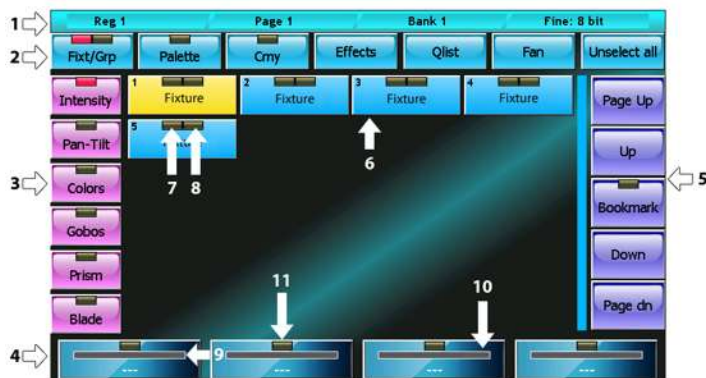 1 Reg 1 Page 1 Bank 1 Fine: 8 bit
2 Fixt/Grp Palette Cmy Effects Qlist Fan Unselect all
Intensity 1 Fixture 2 Fixture 3 Fixture 4 Fixture Page Up
Pan-Tilt 5 6 Up
3 Colors 7 8 5
Bookmark
Gobos
Down
Prism 11 10
Blade Page dn
4 9
--- --- --- ---